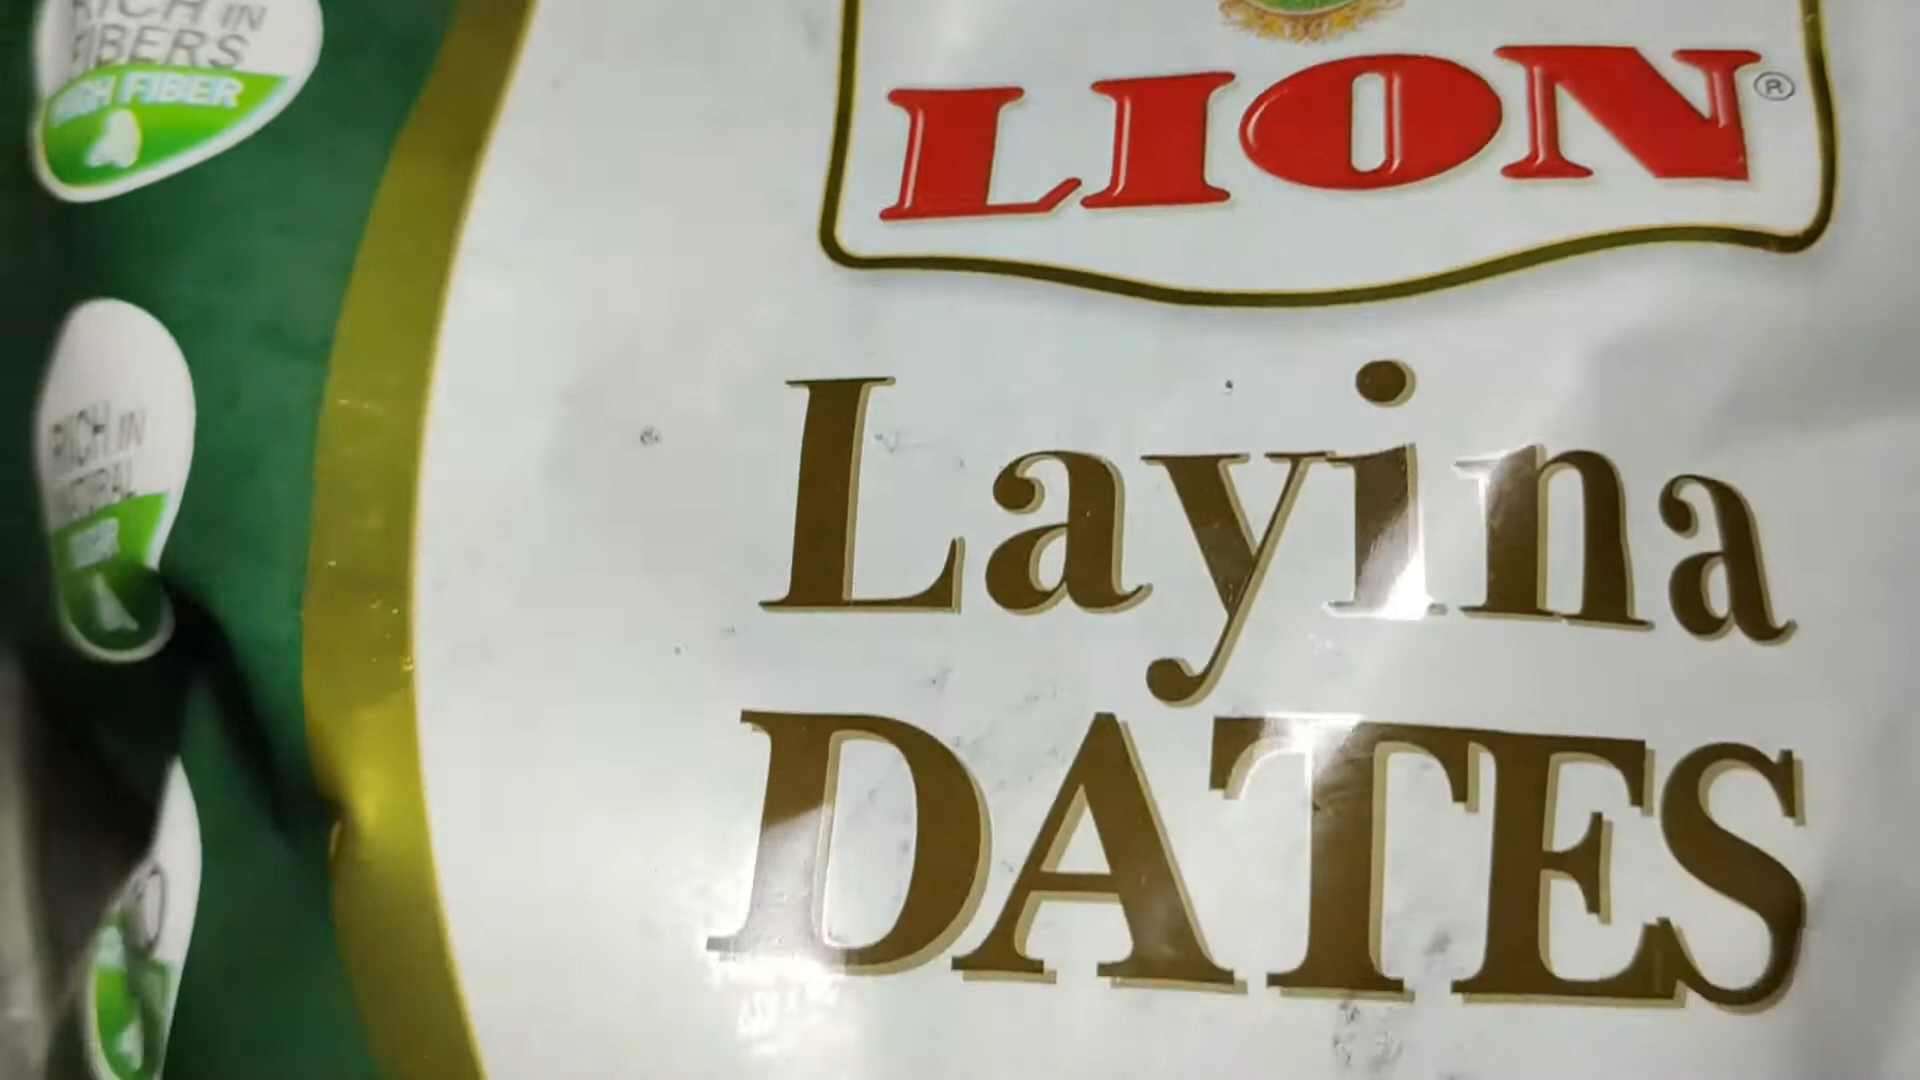 RICH IN
FIBERS
HIGH FIBER
LION®
RICH IN
NATURAL
Layina
DATES